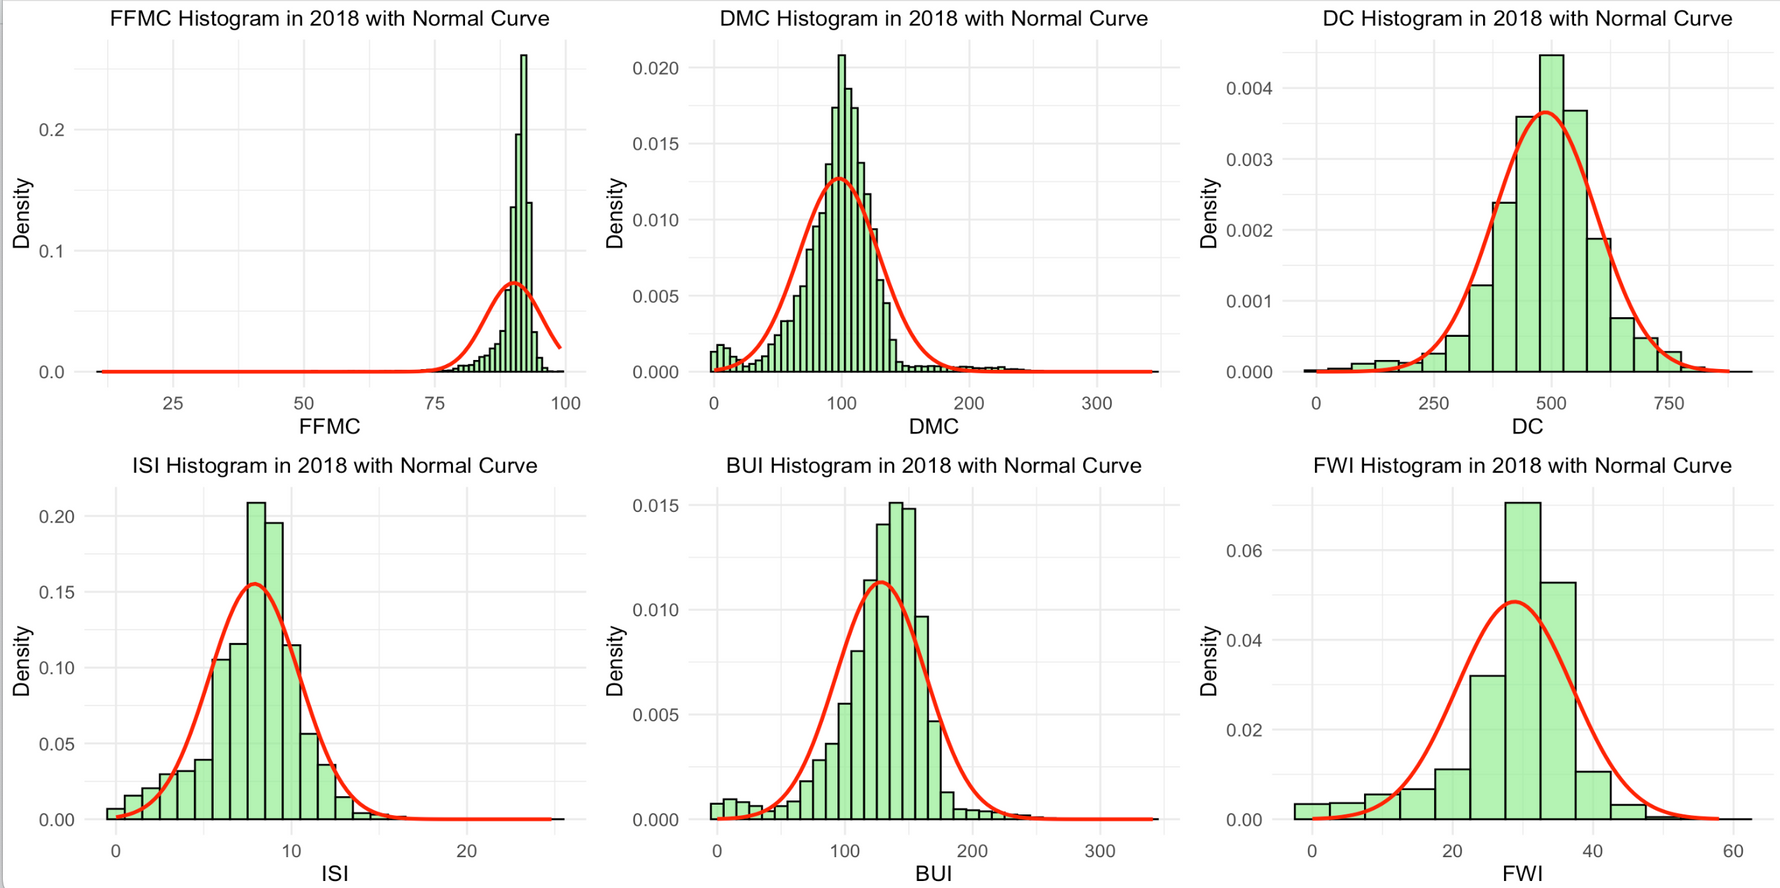 FFMC Histogram in 2018 with Normal Curve
Density
0.2
0.1
0.0
25 50 75 100
FFMC
DMC Histogram in 2018 with Normal Curve
Density
0.020
0.015
0.010
0.005
0.000
0 100 200 300
DMC
DC Histogram in 2018 with Normal Curve
Density
0.004
0.003
0.002
0.001
0.000
0 250 500 750
DC
ISI Histogram in 2018 with Normal Curve
Density
0.20
0.15
0.10
0.05
0.00
0 10 20
ISI
BUI Histogram in 2018 with Normal Curve
Density
0.015
0.010
0.005
0.000
0 100 200 300
BUI
FWI Histogram in 2018 with Normal Curve
Density
0.06
0.04
0.02
0.00
0 20 40 60
FWI